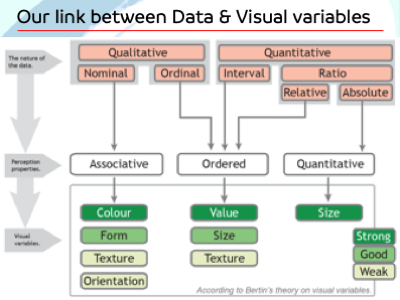 Our link between Data & Visual variables
The nature of
the data.
Qualitative
Quantitative
Nominal
Ordinal
Interval
Ratio
Relative
Absolute
Perception
properties.
Associative
Ordered
Quantitative
Visual
variables.
Colour
Value
Size
Strong
Form
Size
Good
Texture
Texture
Weak
Orientation
According to Bertin's theory on visual variables